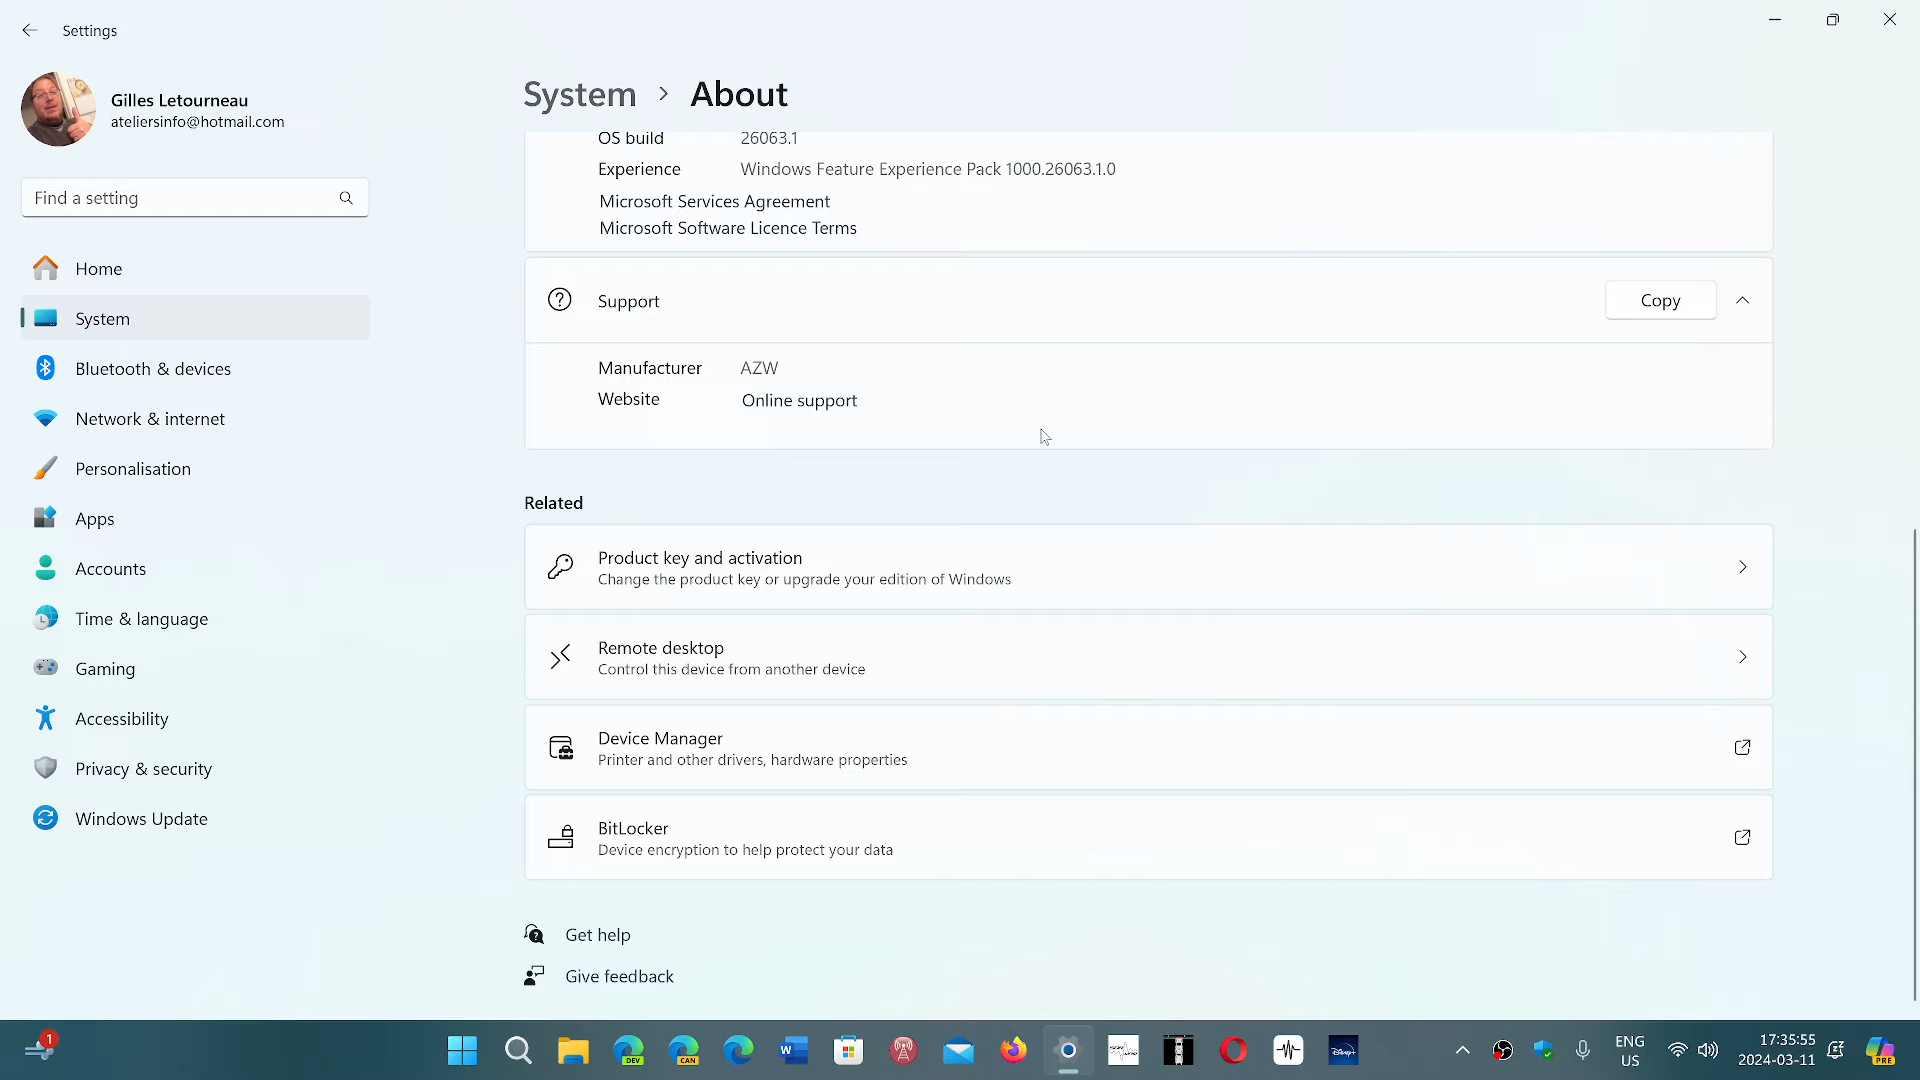 Settings
Gilles Letourneau
ateliersinfo@hotmail.com
Find a setting
Home
System
Bluetooth & devices
Network & internet
Personalisation
Apps
Accounts
Time & language
Gaming
Accessibility
Privacy & security
Windows Update
System > About
OS build 26063.1
Experience Windows Feature Experience Pack 1000.26063.1.0
Microsoft Services Agreement
Microsoft Software Licence Terms
Support Copy
Manufacturer AZW
Website Online support
Related
Product key and activation
Change the product key or upgrade your edition of Windows
Remote desktop
Control this device from another device
Device Manager
Printer and other drivers, hardware properties
BitLocker
Device encryption to help protect your data
Get help
Give feedback
1
DEV
CAN
W
Disney+
ENG
US
17:35:55
2024-03-11
PRE